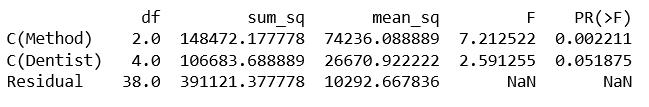 df sum_sq mean_sq F PR(>F)
C(Method) 2.0 148472.177778 74236.088889 7.212522 0.002211
C(Dentist) 4.0 106683.688889 26670.922222 2.591255 0.051875
Residual 38.0 391121.377778 10292.667836 NaN NaN